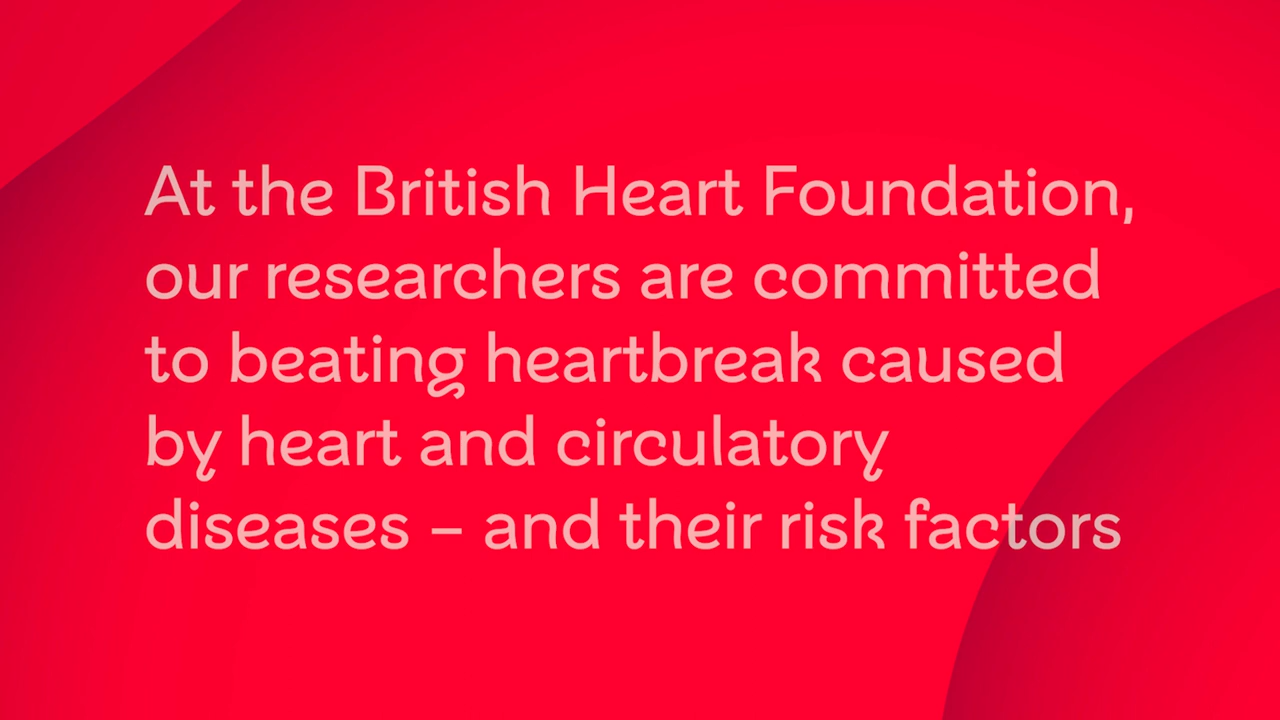 At the British Heart Foundation,
our researchers are committed
to beating heartbreak caused
by heart and circulatory
diseases – and their risk factors